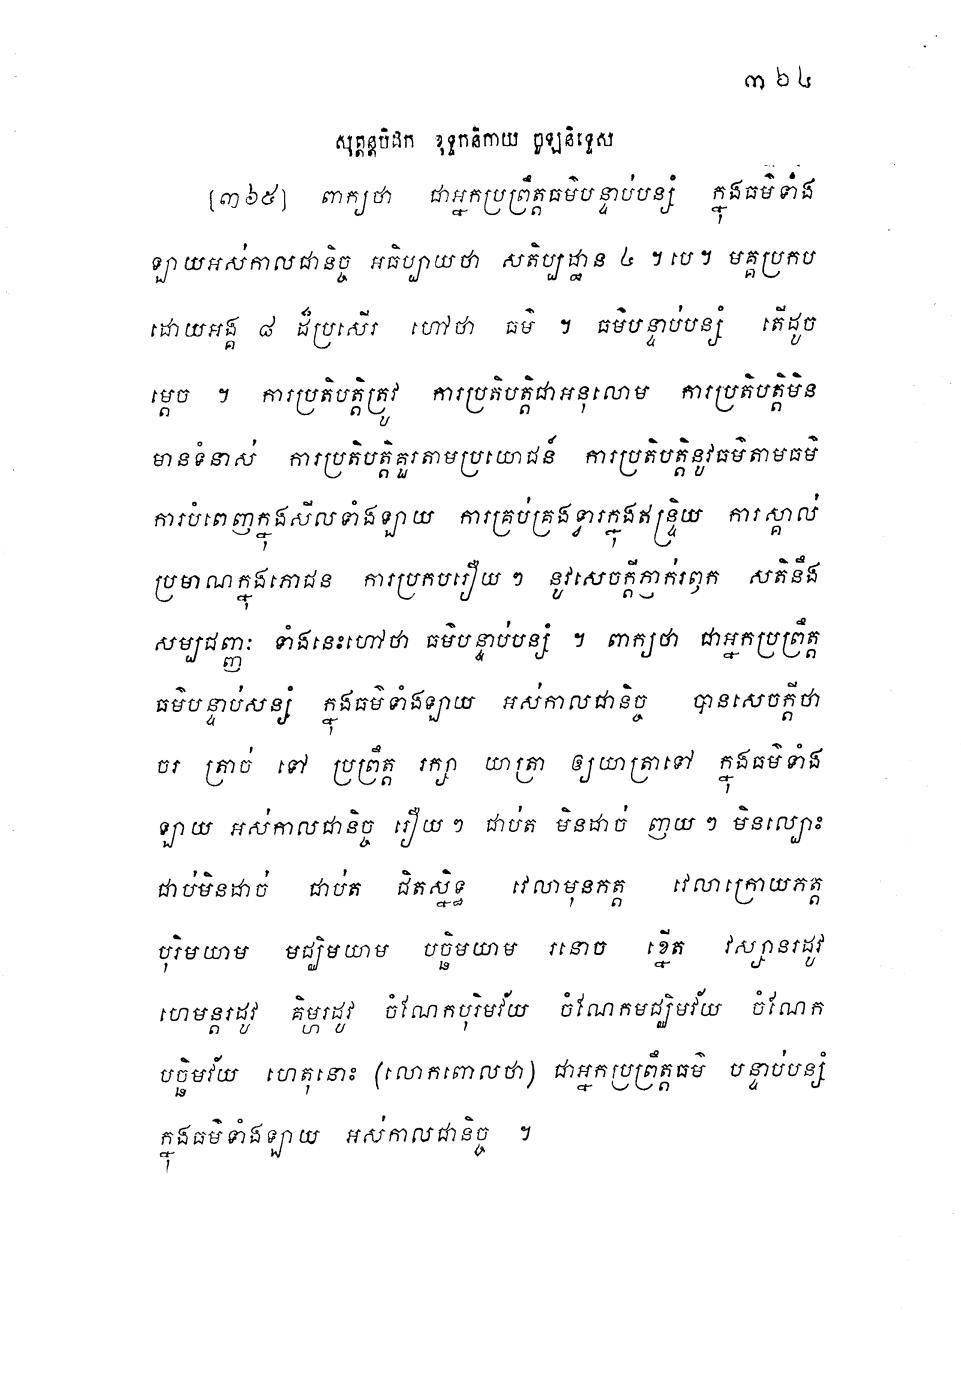 ៣៦៤
សុត្តន្តបិដក ខុទ្ទកនិកាយ ចូឡនិទ្ទេស
[៣៦៥] ពាក្យថា ជាអ្នកប្រព្រឹត្តធម៌បន្ទាប់បន្សំ ក្នុងធម៌ទាំង
ឡាយអស់កាលជានិច្ច អធិប្បាយថា សតិប្បដ្ឋាន ៤ ។ បេ ។ មគ្គប្រកប
ដោយអង្គ ៨ ដ៏ប្រសើរ ហៅថា ធម៌ ។ ធម៌បន្ទាប់បន្សំ តើដូច
ម្តេច ។ ការប្រតិបត្តិត្រូវ ការប្រតិបត្តិជាអនុលោម ការប្រតិបត្តិមិន
មានទំនាស់ ការប្រតិបត្តិគួរតាមប្រយោជន៍ ការប្រតិបត្តិនូវធម៌តាមធម៌
ការបំពេញក្នុងសីលទាំងឡាយ ការគ្រប់គ្រងទ្វារក្នុងឥន្ទ្រិយ ការស្គាល់
ប្រមាណក្នុងភោជន ការប្រកបរឿយ ៗ នូវសេចក្តីភ្ញាក់រឭក សតិនឹង
សម្បជញ្ញៈ ទាំងនេះហៅថា ធម៌បន្ទាប់បន្សំ ។ ពាក្យថា ជាអ្នកប្រព្រឹត្ត
ធម៌បន្ទាប់សន្សំ ក្នុងធម៌ទាំងឡាយ អស់កាលជានិច្ច បានសេចក្តីថា
ចរ ត្រាច់ ទៅ ប្រព្រឹត្ត រក្សា យាត្រា ឲ្យយាត្រាទៅ ក្នុងធម៌ទាំង
ឡាយ អស់កាលជានិច្ច រឿយ ៗ ជាប់ត មិនដាច់ ញយ ៗ មិនល្បោះ
ជាប់មិនដាច់ ជាប់ត ជិតស្និទ្ធ វេលាមុនភត្ត វេលាក្រោយភត្ត
បុរិមយាម មជ្ឈិមយាម បច្ឆិមយាម រនោច ខ្នើត វស្សានរដូវ
ហេមន្តរដូវ គិម្ហរដូវ ចំណែកបុរិមវ័យ ចំណែកមជ្ឈិមវ័យ ចំណែក
បច្ឆិមវ័យ ហេតុនោះ (លោកពោលថា) ជាអ្នកប្រព្រឹត្តធម៌ បន្ទាប់បន្សំ
ក្នុងធម៌ទាំងឡាយ អស់កាលជានិច្ច ។